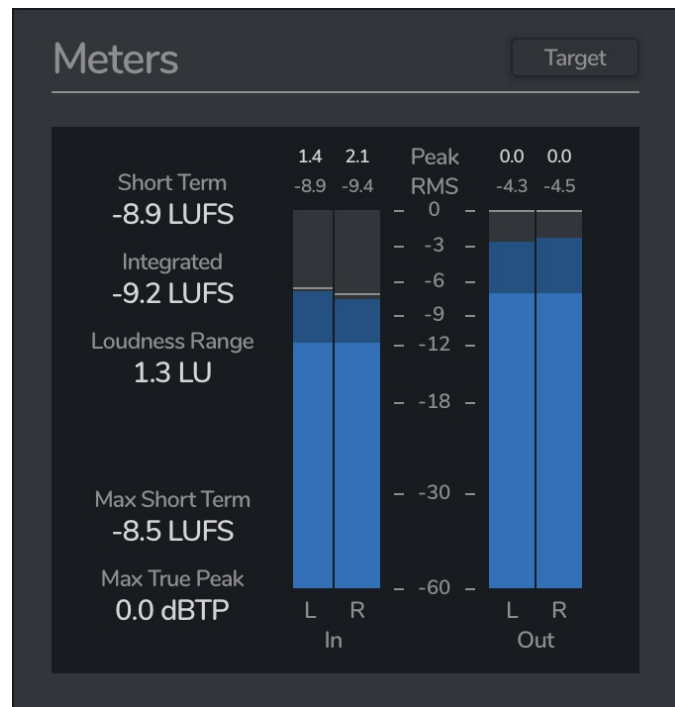 Meters
Target
1.4 2.1 Peak 0.0 0.0
Short Term -8.9 -9.4 RMS -4.3 -4.5
-8.9 LUFS
Integrated
-9.2 LUFS
Loudness Range
1.3 LU
Max Short Term
-8.5 LUFS
Max True Peak
0.0 dBTP
0
-3
-6
-9
-12
-18
-30
-60
L R L R
In Out